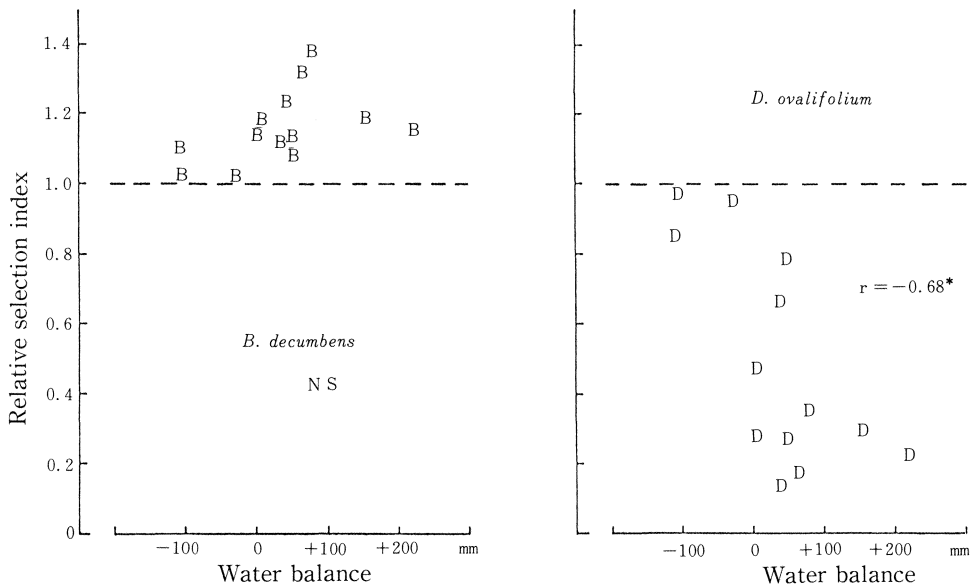 Relative selection index
1.4
1.2
1.0
0.8
0.6
0.4
0.2
0
B
B
B
B
B
B
B
B
B
B
B
B
B
B. decumbens
NS
−100 0 +100 +200 mm
Water balance
D. ovalifolium
D
D
D
D
D
r = −0.68*
D
D
D
D
D
D
D
D
−100 0 +100 +200 mm
Water balance